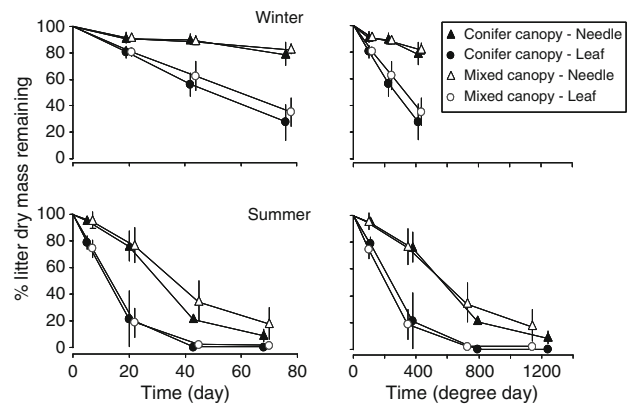 Winter
Conifer canopy - Needle
Conifer canopy - Leaf
Mixed canopy - Needle
Mixed canopy - Leaf
100
80
60
40
20
0
% litter dry mass remaining
Summer
100
80
60
40
20
0
0 20 40 60 80
0 400 800 1200
Time (day)
Time (degree day)